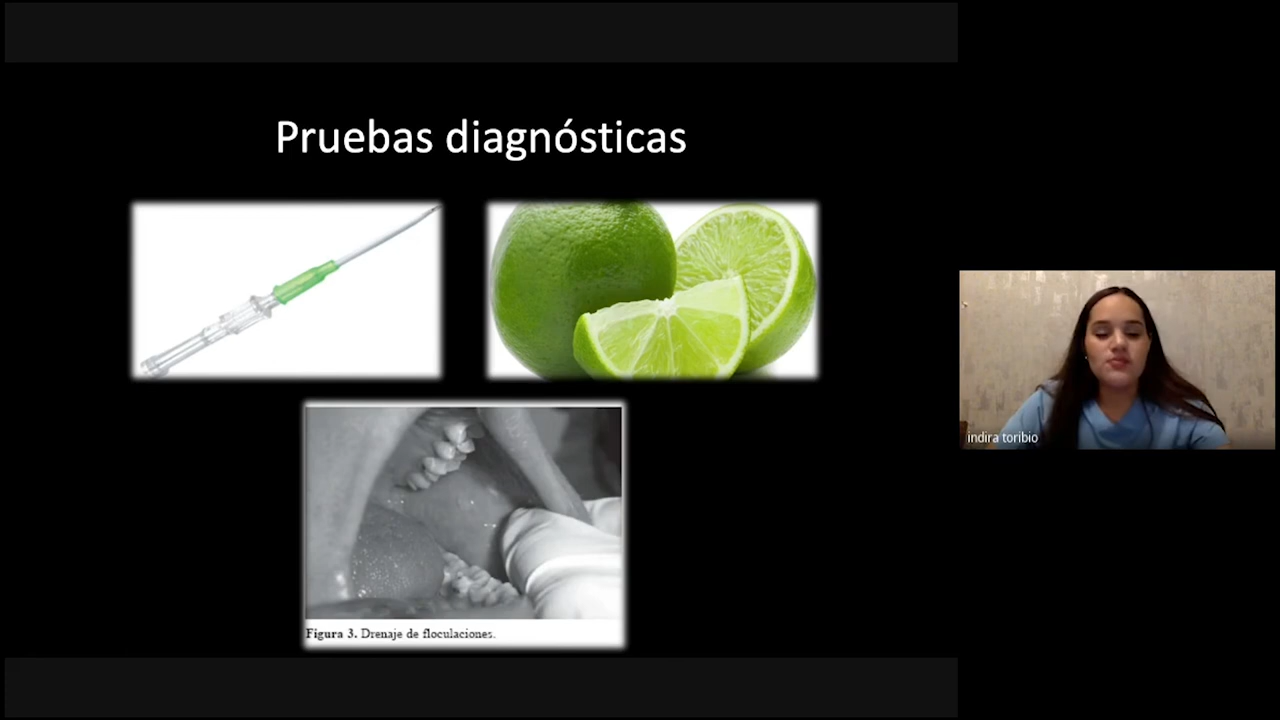 Pruebas diagnósticas
Figura 3. Drenaje de floculaciones.
indira toribio